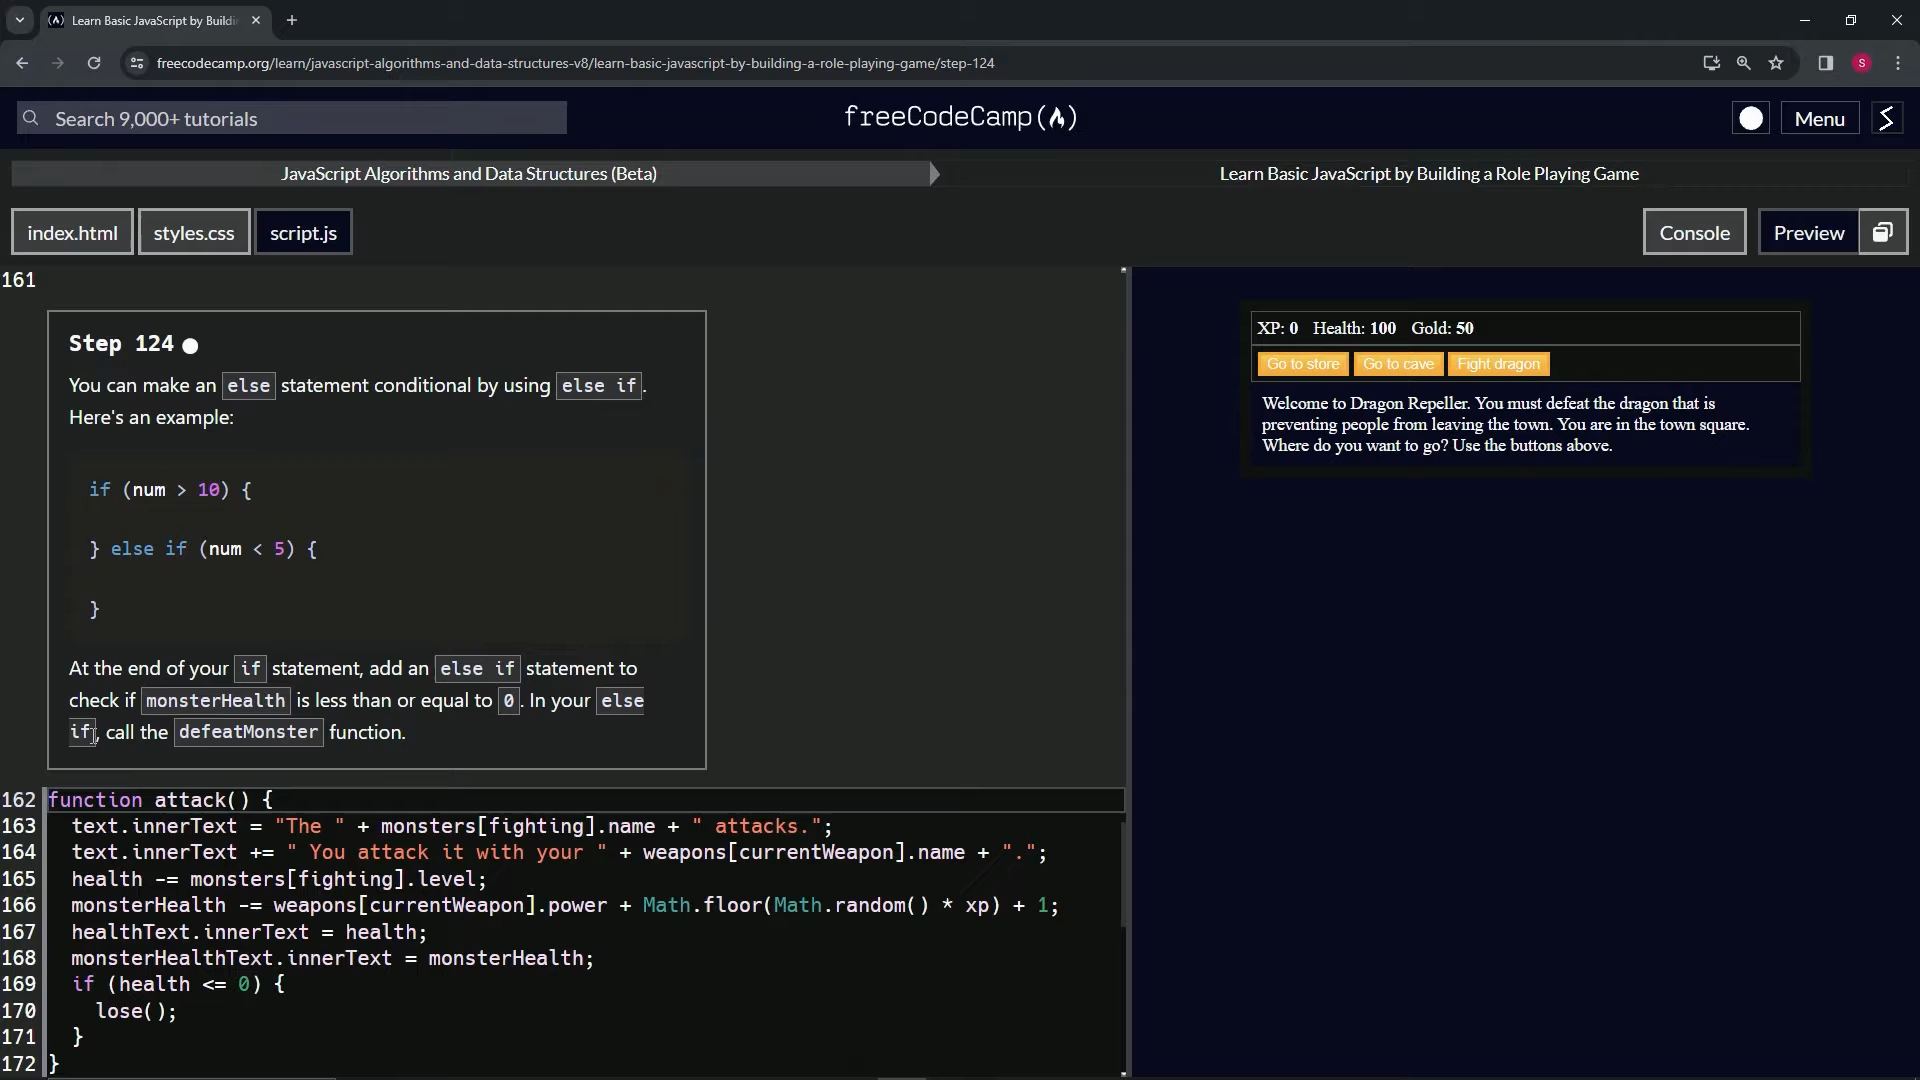 Learn Basic JavaScript by Buildi
freecodecamp.org/learn/javascript-algorithms-and-data-structures-v8/learn-basic-javascript-by-building-a-role-playing-game/step-124
S
Search 9,000+ tutorials
freeCodeCamp(🔥)
Menu
JavaScript Algorithms and Data Structures (Beta)
Learn Basic JavaScript by Building a Role Playing Game
index.html
styles.css
script.js
Console
Preview
161
Step 124
You can make an else statement conditional by using else if.
Here's an example:
if (num > 10) {
} else if (num < 5) {
}
At the end of your if statement, add an else if statement to
check if monsterHealth is less than or equal to 0. In your else
if, call the defeatMonster function.
162 function attack() {
163 text.innerText = "The " + monsters[fighting].name + " attacks.";
164 text.innerText += " You attack it with your " + weapons[currentWeapon].name + ".";
165 health -= monsters[fighting].level;
166 monsterHealth -= weapons[currentWeapon].power + Math.floor(Math.random() * xp) + 1;
167 healthText.innerText = health;
168 monsterHealthText.innerText = monsterHealth;
169 if (health <= 0) {
170 lose();
171 }
172 }
XP: 0 Health: 100 Gold: 50
Go to store Go to cave Fight dragon
Welcome to Dragon Repeller. You must defeat the dragon that is
preventing people from leaving the town. You are in the town square.
Where do you want to go? Use the buttons above.